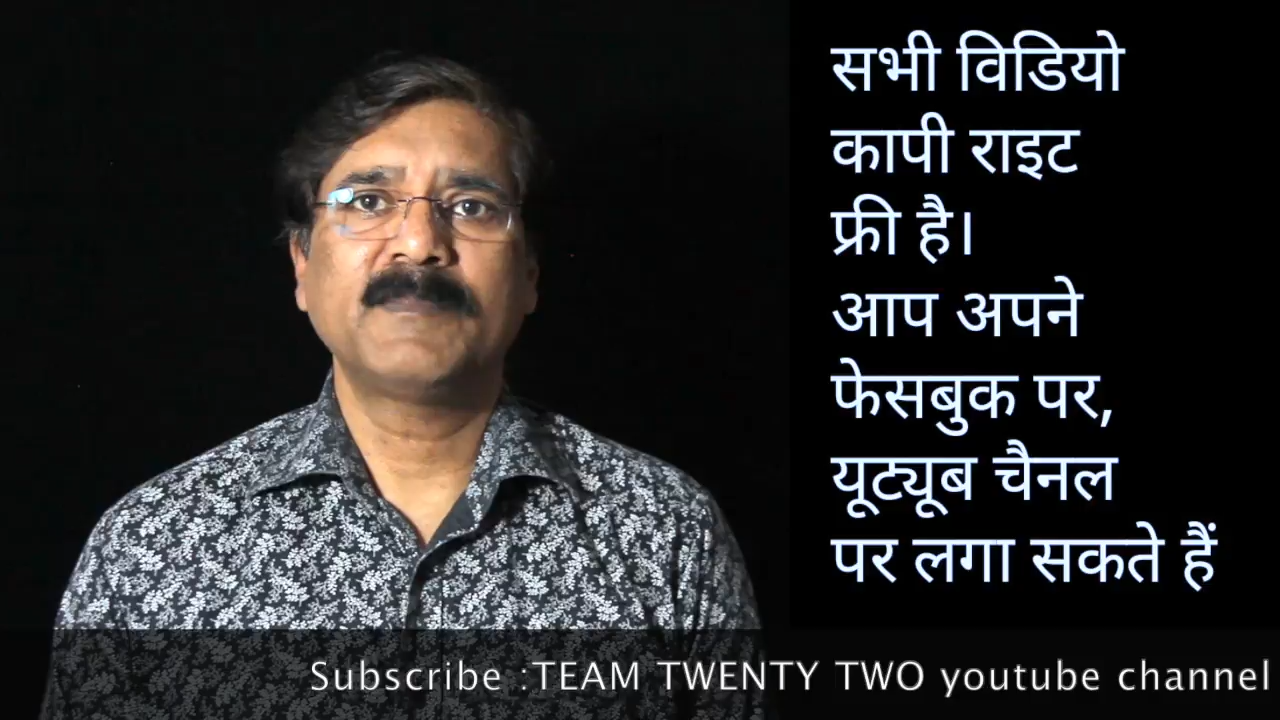 सभी विडियो
कापी राइट
फ्री है।
आप अपने
फेसबुक पर,
यूट्यूब चैनल
पर लगा सकते हैं
Subscribe :TEAM TWENTY TWO youtube channel